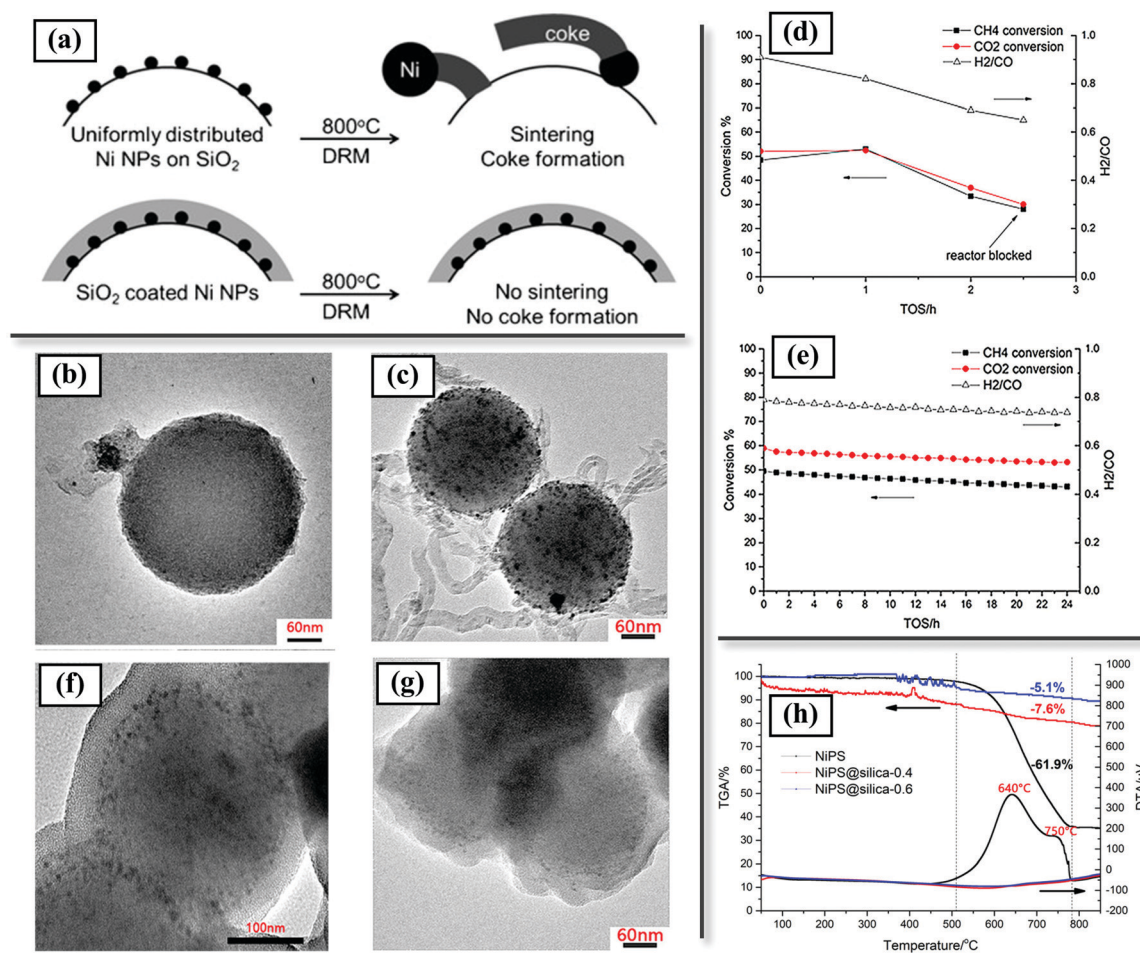 (a)
coke
Ni
Uniformly distributed
Ni NPs on SiO2
800°C
DRM
Sintering
Coke formation
SiO2 coated Ni NPs
800°C
DRM
No sintering
No coke formation
(b)
60nm
(c)
60nm
(f)
100nm
(g)
60nm
(d)
CH4 conversion
CO2 conversion
H2/CO
reactor blocked
Conversion %
100
90
80
70
60
50
40
30
20
10
0
0 1 2 3
TOS/h
1.0
0.8
0.6
0.4
0.2
0.0
H2/CO
(e)
CH4 conversion
CO2 conversion
H2/CO
Conversion %
100
90
80
70
60
50
40
30
20
10
0
0 2 4 6 8 10 12 14 16 18 20 22 24
TOS/h
1.0
0.8
0.6
0.4
0.2
0.0
H2/CO
(h)
-5.1%
-7.6%
-61.9%
NiPS
NiPS@silica-0.4
NiPS@silica-0.6
640°C
750°C
TGA/%
100
90
80
70
60
50
40
30
20
10
0
100 200 300 400 500 600 700 800
Temperature/°C
1000
900
800
700
600
500
400
300
200
100
0
-100
-200